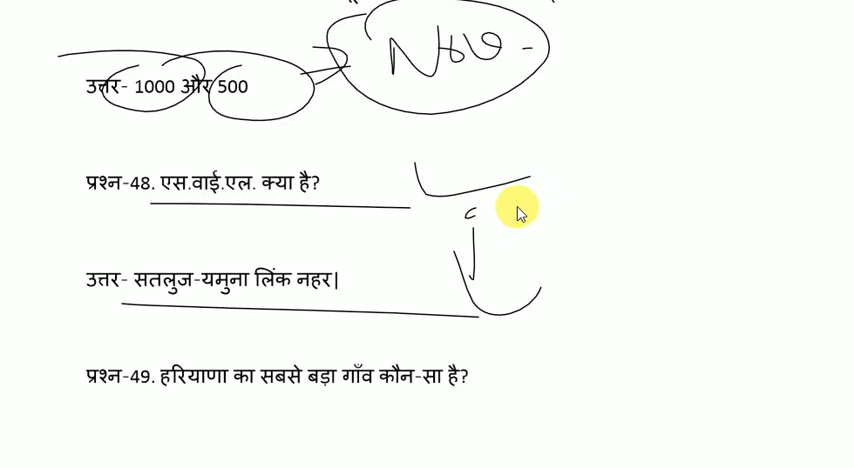 Nov -
उत्तर- 1000 और 500
प्रश्न-48. एस.वाई.एल. क्या है?
उत्तर- सतलुज-यमुना लिंक नहर|
प्रश्न-49. हरियाणा का सबसे बड़ा गाँव कौन-सा है?